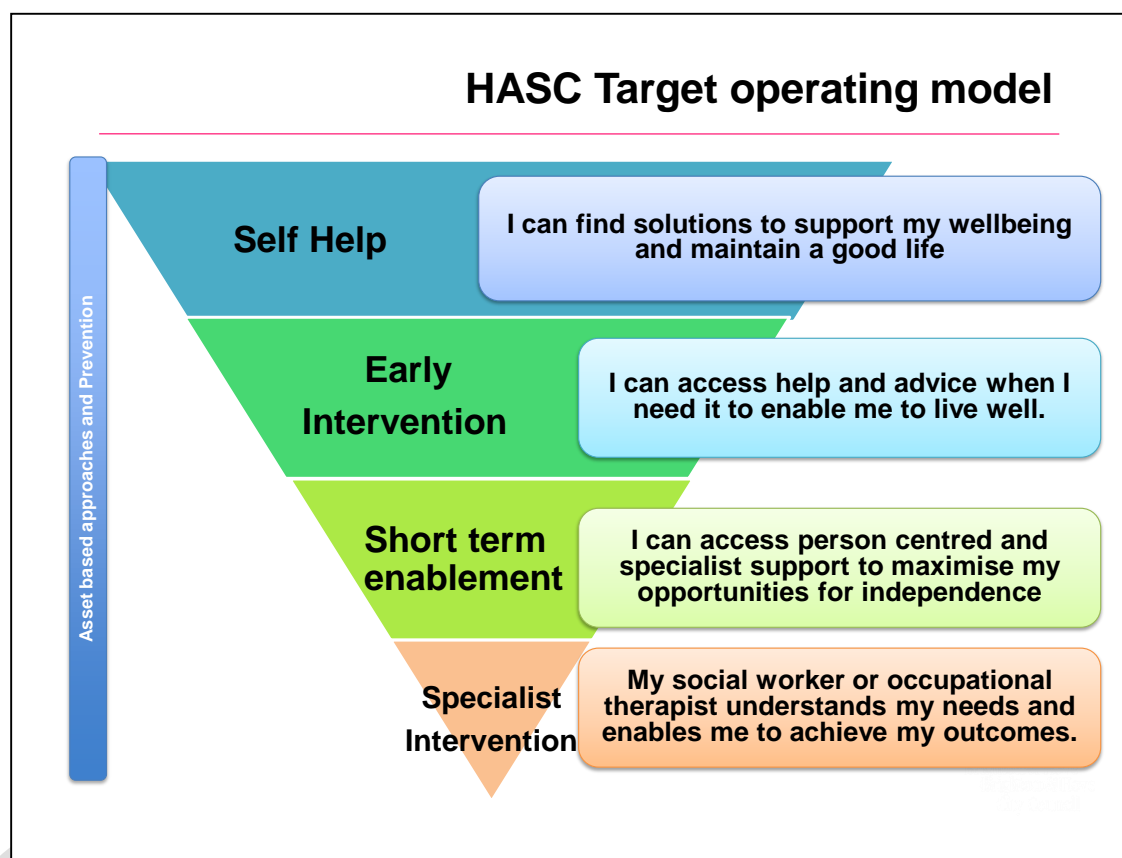 HASC Target operating model
Asset based approaches and Prevention
Self Help
I can find solutions to support my wellbeing
and maintain a good life
Early
Intervention
I can access help and advice when I
need it to enable me to live well.
Short term
enablement
I can access person centred and
specialist support to maximise my
opportunities for independence
Specialist
Intervention
My social worker or occupational
therapist understands my needs and
enables me to achieve my outcomes.